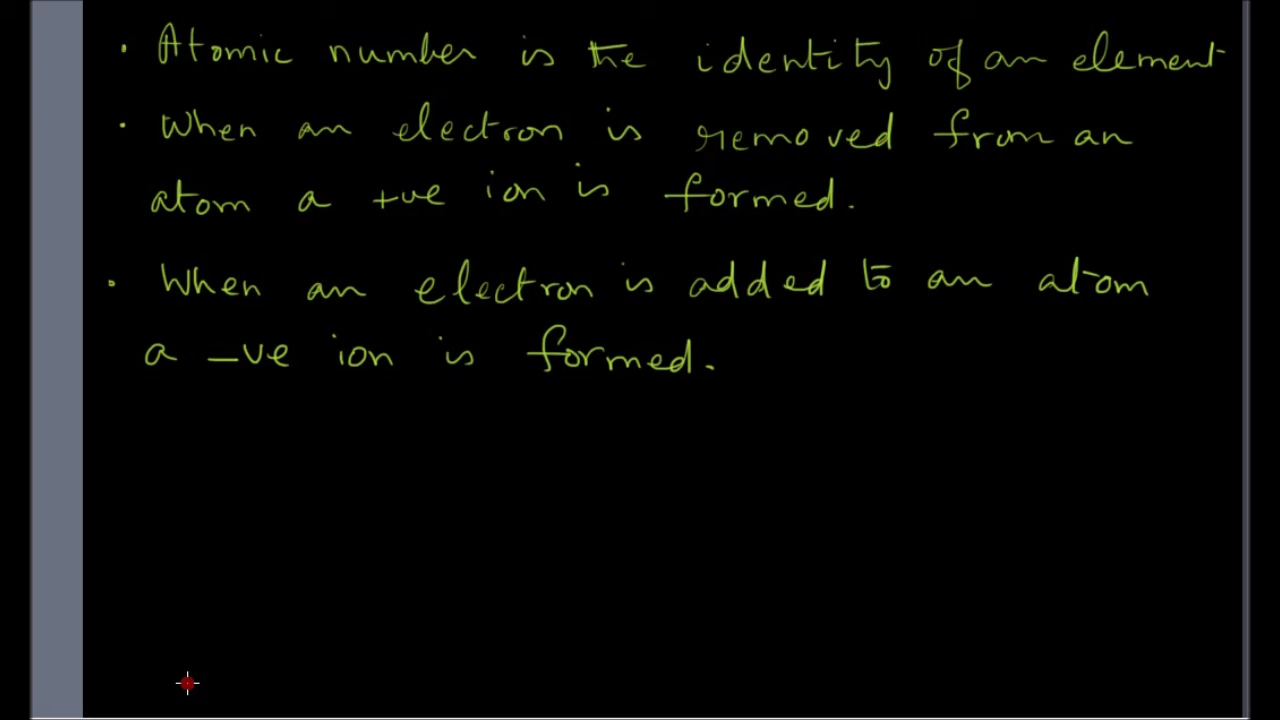 · Atomic number is the identity of an element
· When an electron is removed from an
atom a +ve ion is formed.
· When an electron is added to an atom
a -ve ion is formed.